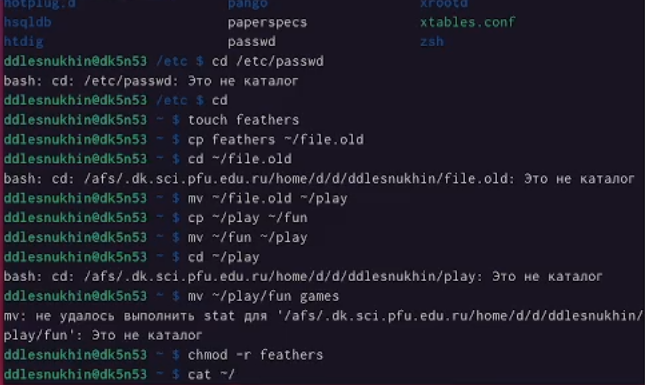 hotplug.d pango xrootd
hsqldb paperspecs xtables.conf
htdig passwd zsh
ddlesnukhin@dk5n53 /etc $ cd /etc/passwd
bash: cd: /etc/passwd: Это не каталог
ddlesnukhin@dk5n53 /etc $ cd
ddlesnukhin@dk5n53 ~ $ touch feathers
ddlesnukhin@dk5n53 ~ $ cp feathers ~/file.old
ddlesnukhin@dk5n53 ~ $ cd ~/file.old
bash: cd: /afs/.dk.sci.pfu.edu.ru/home/d/d/ddlesnukhin/file.old: Это не каталог
ddlesnukhin@dk5n53 ~ $ mv ~/file.old ~/play
ddlesnukhin@dk5n53 ~ $ cp ~/play ~/fun
ddlesnukhin@dk5n53 ~ $ mv ~/fun ~/play
ddlesnukhin@dk5n53 ~ $ cd ~/play
bash: cd: /afs/.dk.sci.pfu.edu.ru/home/d/d/ddlesnukhin/play: Это не каталог
ddlesnukhin@dk5n53 ~ $ mv ~/play/fun games
mv: не удалось выполнить stat для '/afs/.dk.sci.pfu.edu.ru/home/d/d/ddlesnukhin/
play/fun': Это не каталог
ddlesnukhin@dk5n53 ~ $ chmod -r feathers
ddlesnukhin@dk5n53 ~ $ cat ~/